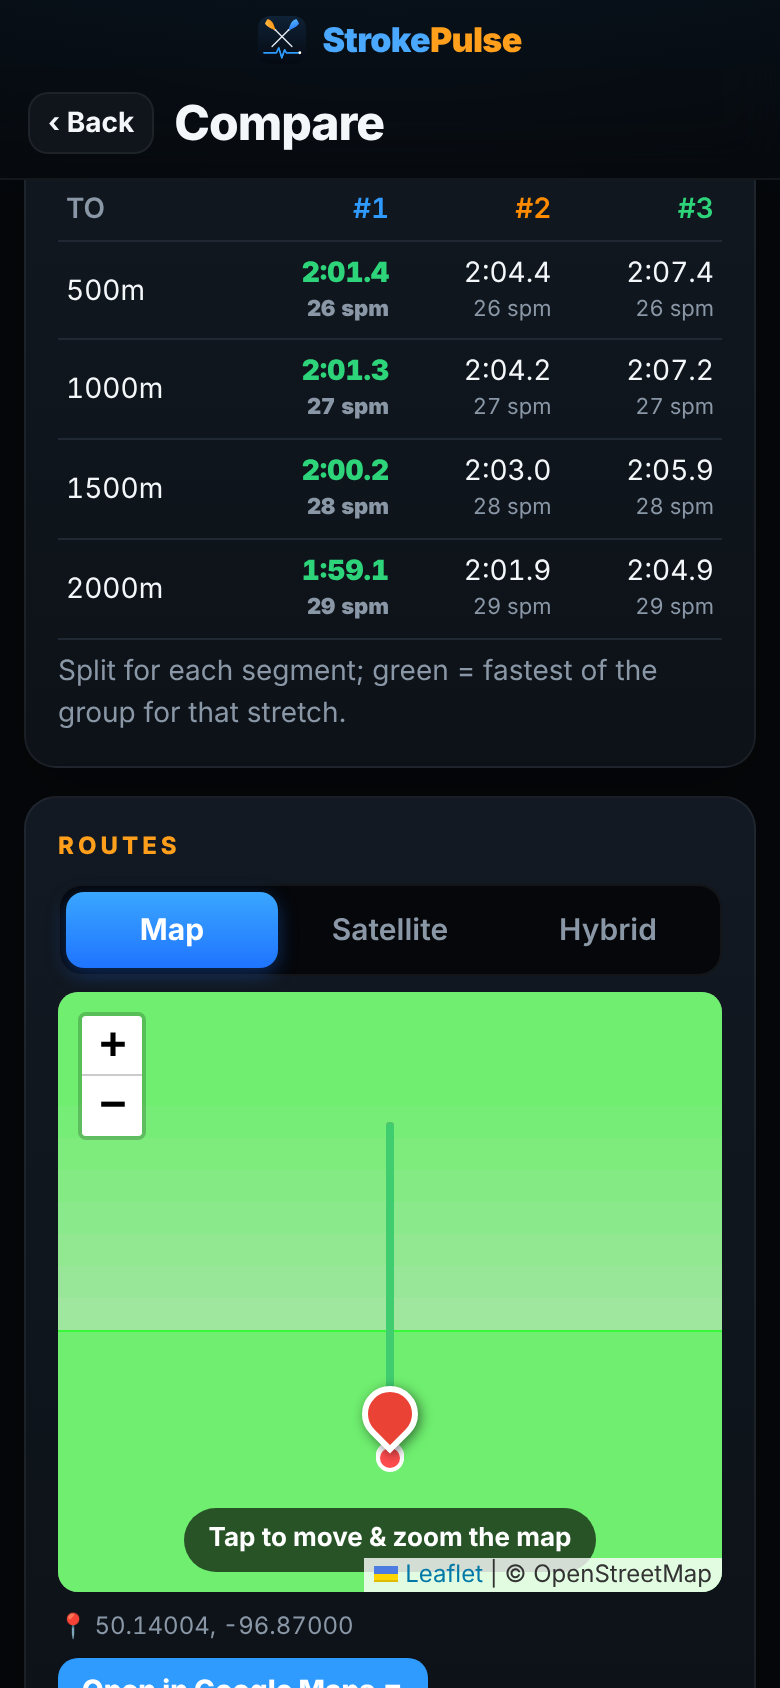 StrokePulse
‹ Back
Compare
TO #1 #2 #3
500m 2:01.4 2:04.4 2:07.4
26 spm 26 spm 26 spm
1000m 2:01.3 2:04.2 2:07.2
27 spm 27 spm 27 spm
1500m 2:00.2 2:03.0 2:05.9
28 spm 28 spm 28 spm
2000m 1:59.1 2:01.9 2:04.9
29 spm 29 spm 29 spm
Split for each segment; green = fastest of the
group for that stretch.
ROUTES
Map Satellite Hybrid
+
−
Tap to move & zoom the map
Leaflet | © OpenStreetMap
50.14004, -96.87000
Open in Google Maps